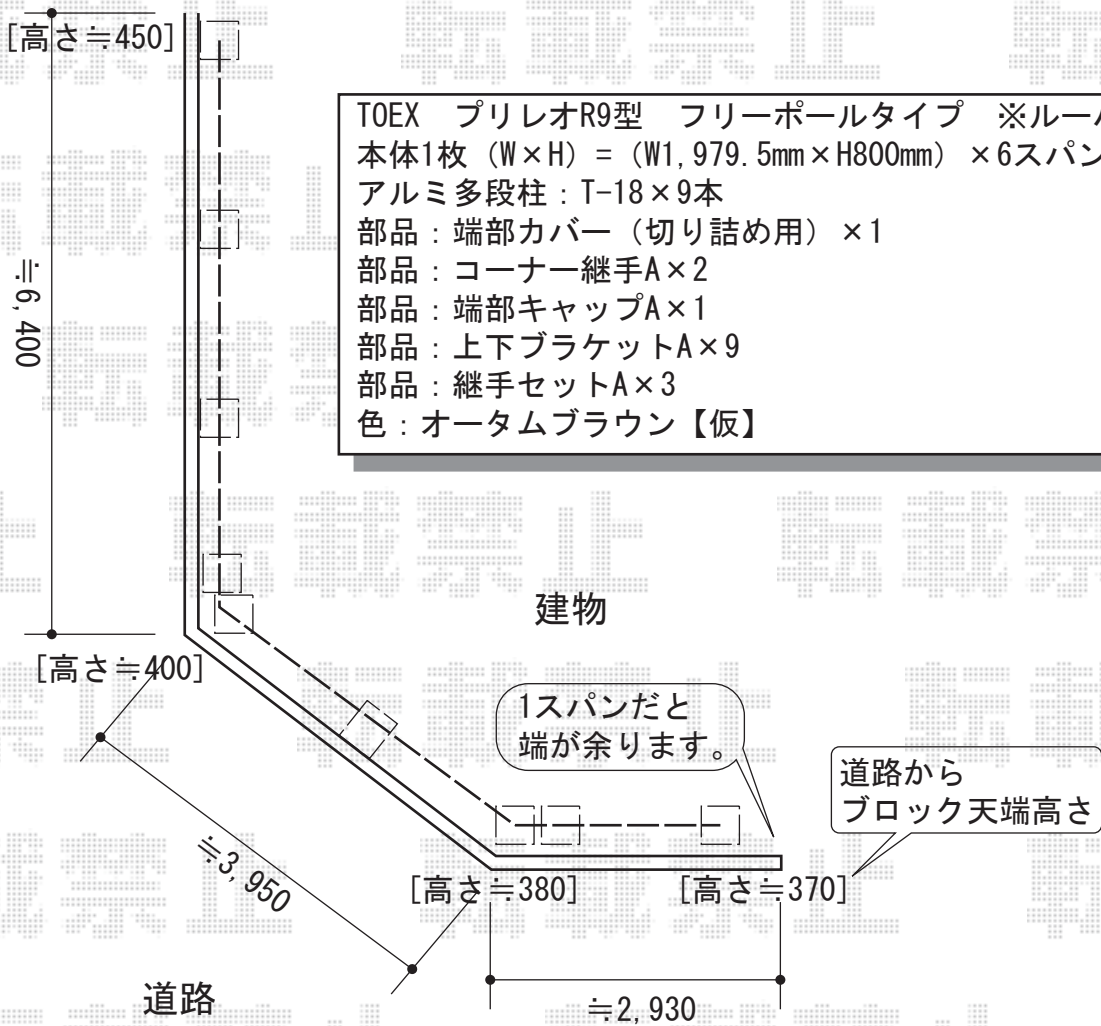 [高さ≒450]
TOEX　プリレオR9型　フリーポールタイプ　※ルー
本体1枚（W×H）=（W1,979.5mm×H800mm）×6スパン
アルミ多段柱：T-18×9本
部品：端部カバー（切り詰め用）×1
部品：コーナー継手A×2
部品：端部キャップA×1
部品：上下ブラケットA×9
部品：継手セットA×3
色：オータムブラウン【仮】
≒6,400
建物
[高さ≒400]
1スパンだと
端が余ります。
道路から
ブロック天端高さ
≒3,950
[高さ≒380]
[高さ≒370]
道路
≒2,930
転載禁止